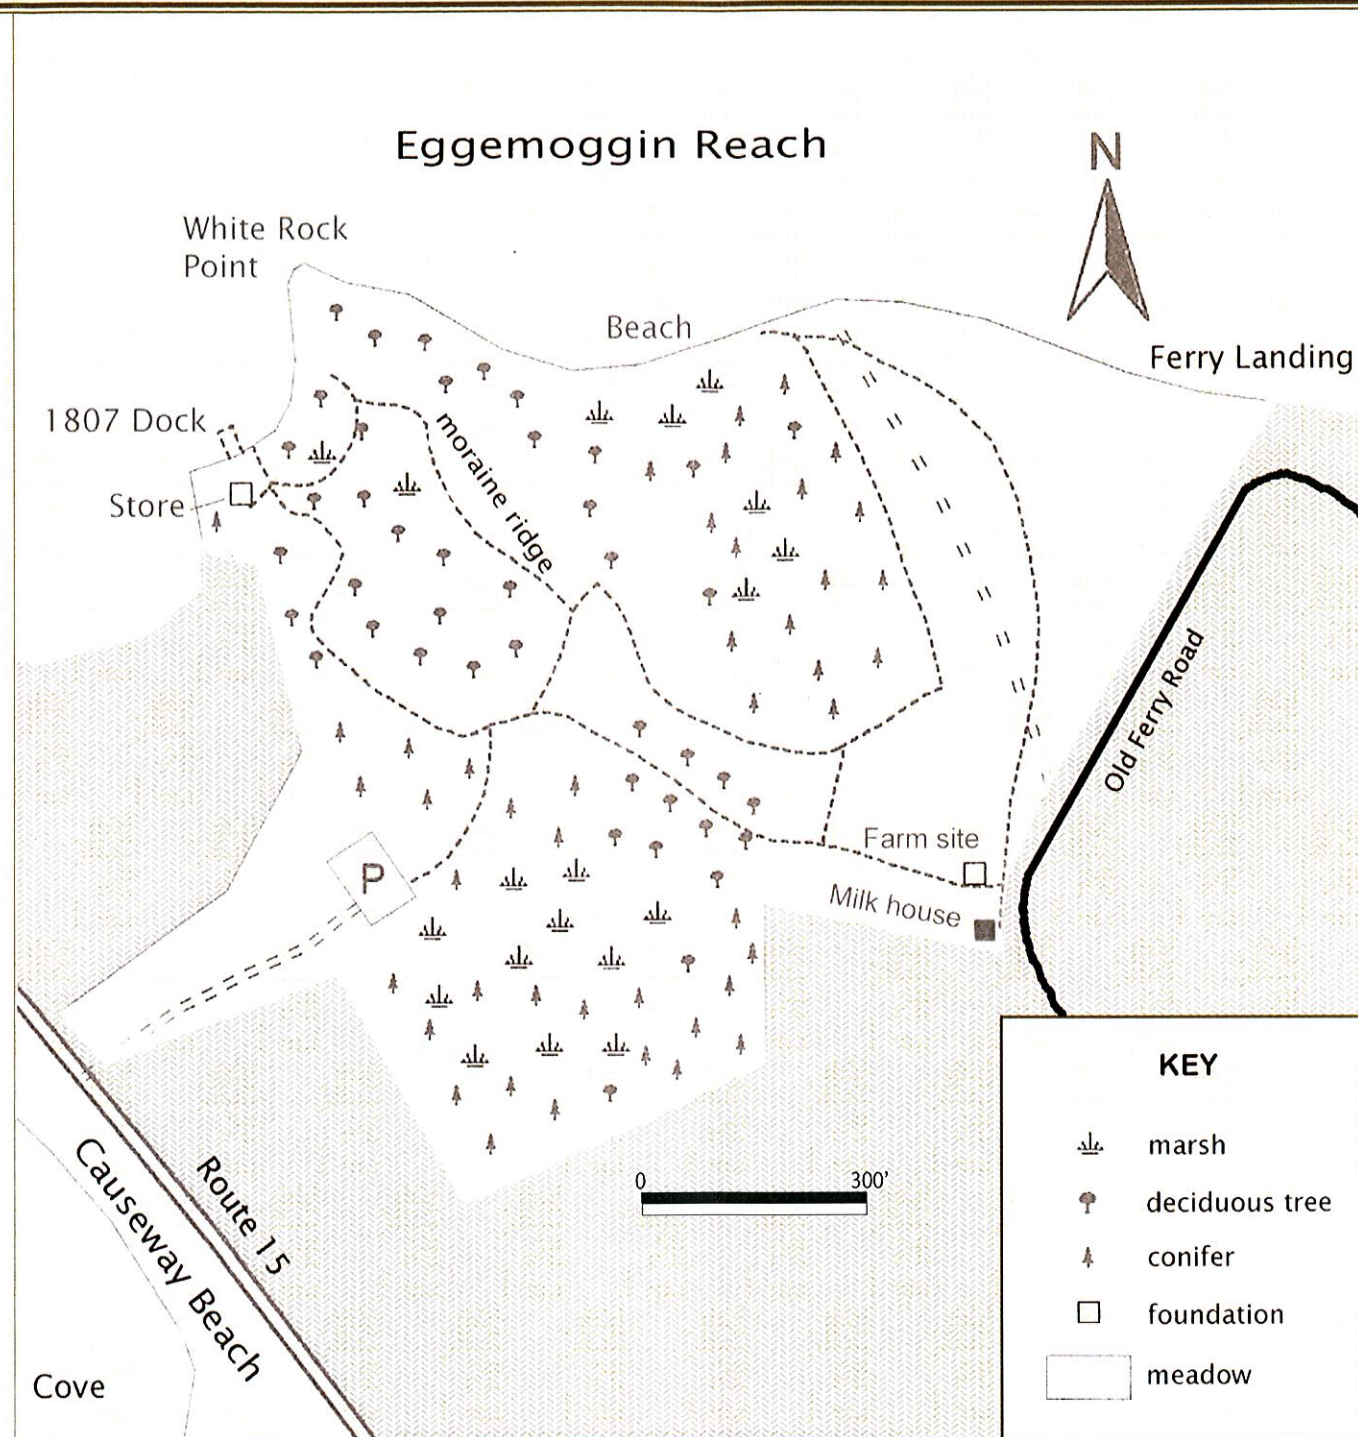 Eggemoggin Reach
N
White Rock
Point
Beach
Ferry Landing
1807 Dock
moraine ridge
Store
Old Ferry Road
Farm site
P
Milk house
KEY
marsh
deciduous tree
conifer
foundation
meadow
0 300'
Route 15
Causeway Beach
Cove